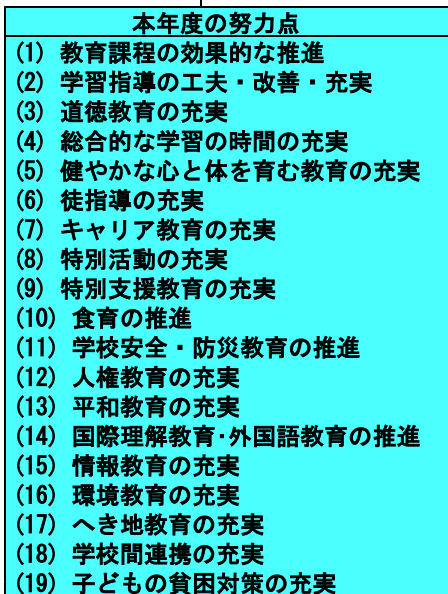 本年度の努力点
(1) 教育課程の効果的な推進
(2) 学習指導の工夫・改善・充実
(3) 道徳教育の充実
(4) 総合的な学習の時間の充実
(5) 健やかな心と体を育む教育の充実
(6) 徒指導の充実
(7) キャリア教育の充実
(8) 特別活動の充実
(9) 特別支援教育の充実
(10) 食育の推進
(11) 学校安全・防災教育の推進
(12) 人権教育の充実
(13) 平和教育の充実
(14) 国際理解教育･外国語教育の推進
(15) 情報教育の充実
(16) 環境教育の充実
(17) へき地教育の充実
(18) 学校間連携の充実
(19) 子どもの貧困対策の充実